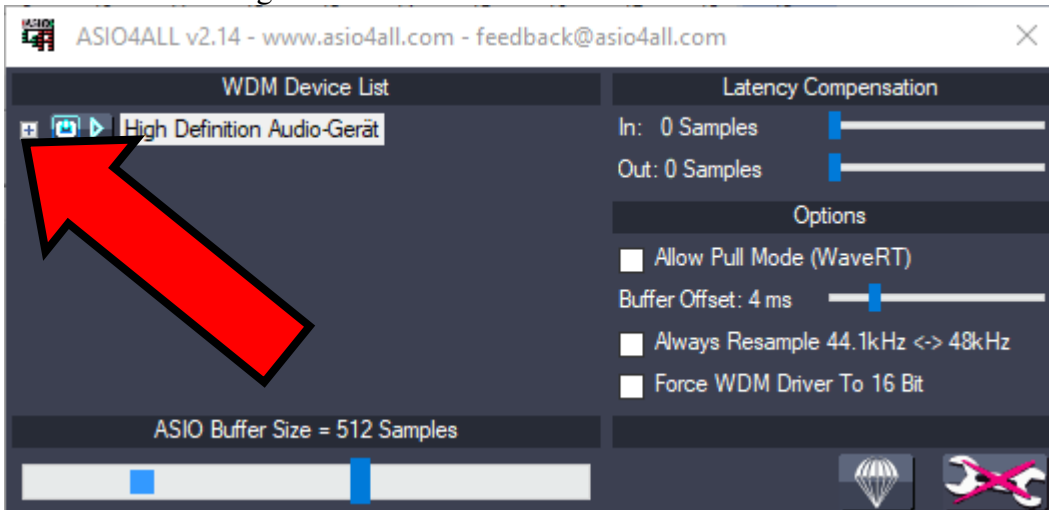 ASIO4ALL v2.14 - www.asio4all.com - feedback@asio4all.com
WDM Device List
High Definition Audio-Gerät
ASIO Buffer Size = 512 Samples
Latency Compensation
In: 0 Samples
Out: 0 Samples
Options
Allow Pull Mode (WaveRT)
Buffer Offset: 4 ms
Always Resample 44.1kHz <-> 48kHz
Force WDM Driver To 16 Bit